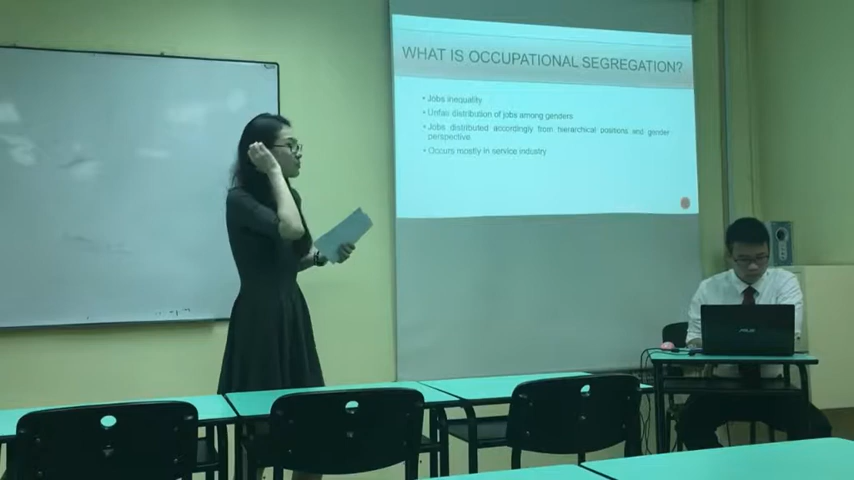 WHAT IS OCCUPATIONAL SEGREGATION?
• Jobs inequality
• Unfair distribution of jobs among genders
• Jobs distributed accordingly from hierarchical positions and gender
perspective.
• Occurs mostly in service industry
ASUS